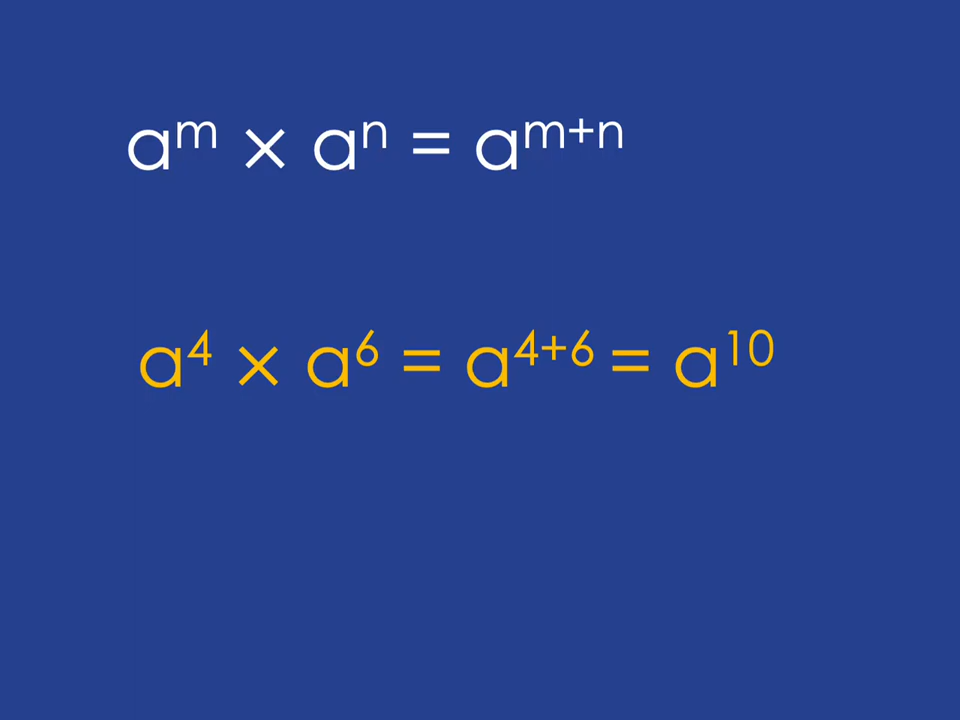 aᵐ × aⁿ = aᵐ⁺ⁿ
a⁴ × a⁶ = a⁴⁺⁶ = a¹⁰